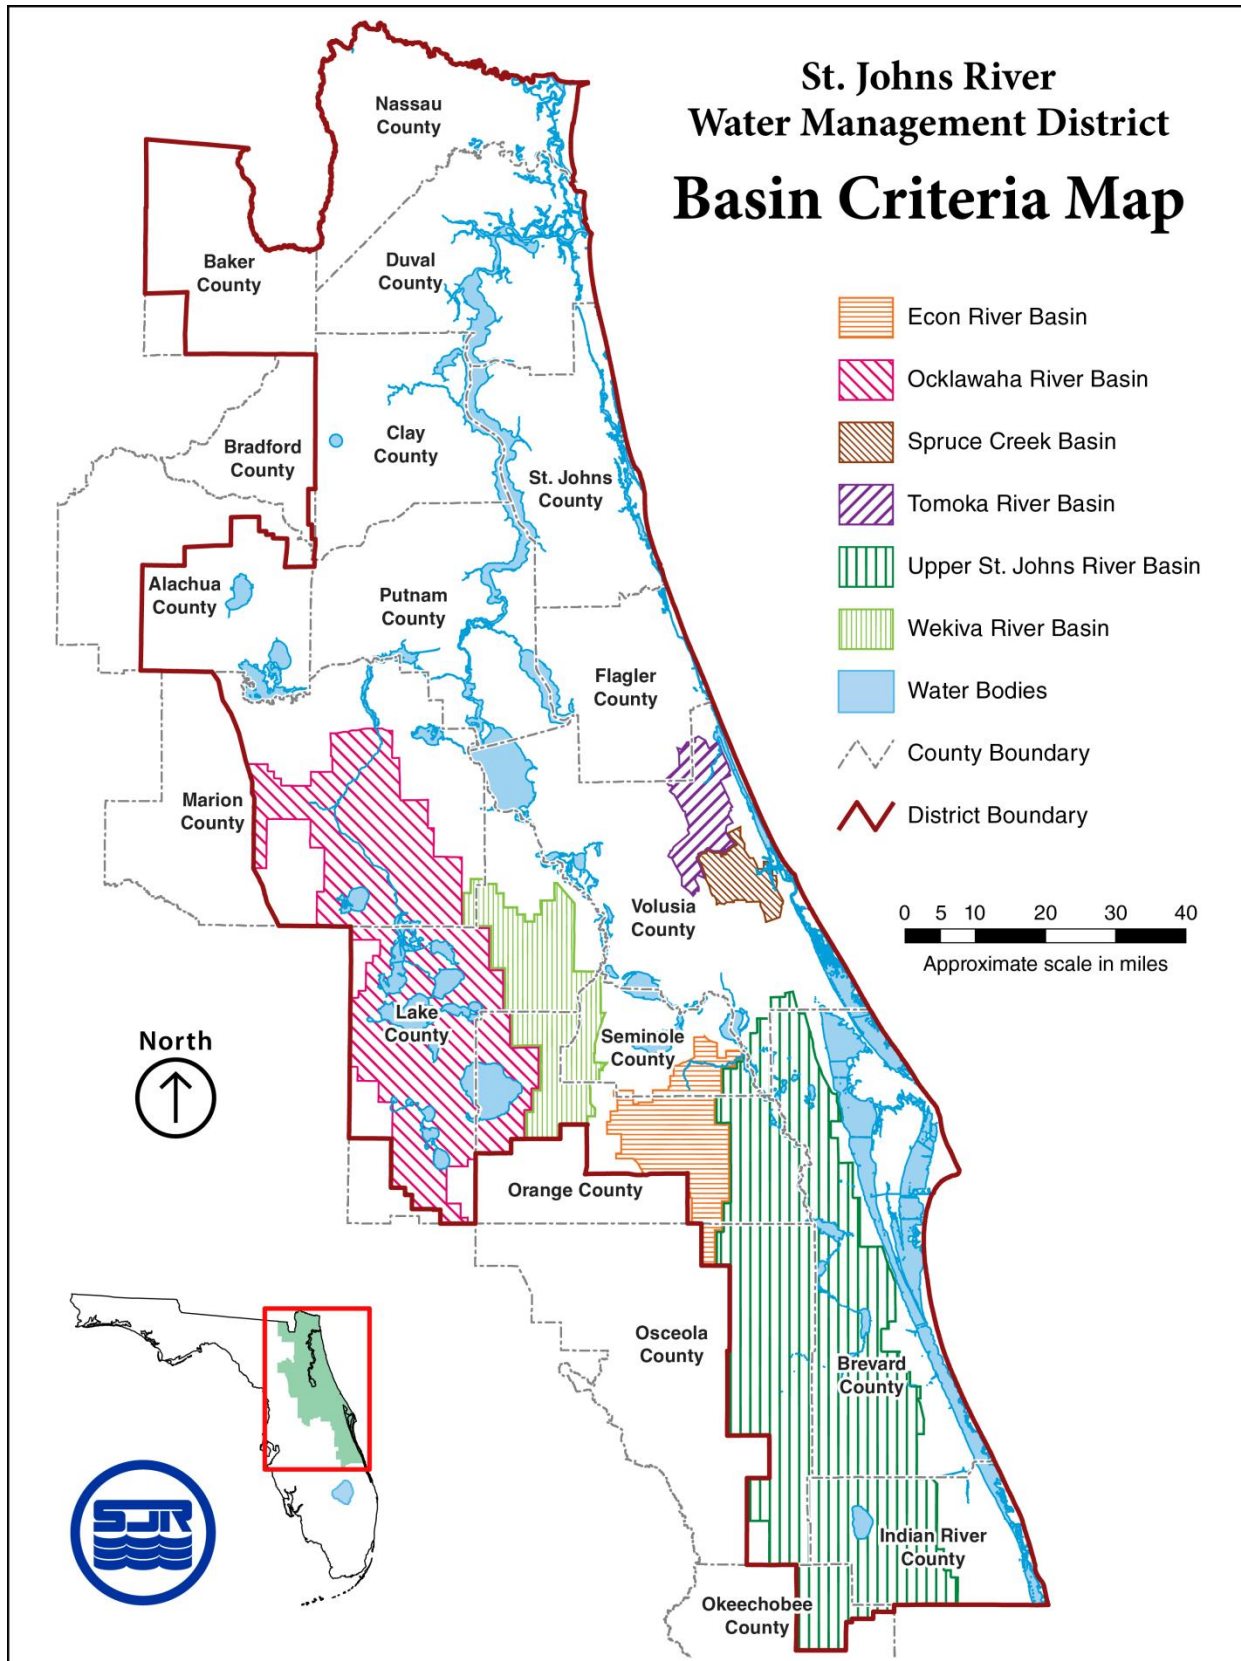 St. Johns River
Water Management District
Basin Criteria Map
Nassau
County
Baker
County
Duval
County
Econ River Basin
Ocklawaha River Basin
Spruce Creek Basin
Tomoka River Basin
Upper St. Johns River Basin
Wekiva River Basin
Water Bodies
County Boundary
District Boundary
Bradford
County
Clay
County
St. Johns
County
Alachua
County
Putnam
County
Flagler
County
Marion
County
Volusia
County
0 5 10 20 30 40
Approximate scale in miles
Lake
County
Seminole
County
North
Orange County
Osceola
County
Brevard
County
Indian River
County
Okeechobee
County
SJR